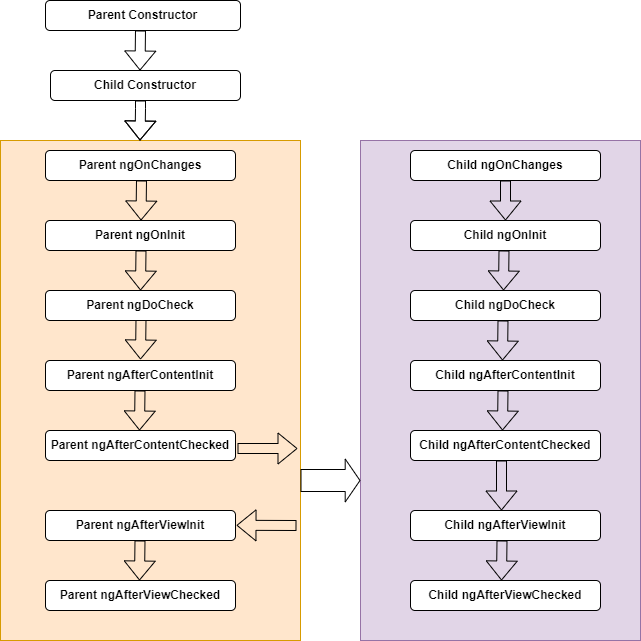 Parent Constructor
Child Constructor
Parent ngOnChanges
Parent ngOnInit
Parent ngDoCheck
Parent ngAfterContentInit
Parent ngAfterContentChecked
Parent ngAfterViewInit
Parent ngAfterViewChecked
Child ngOnChanges
Child ngOnInit
Child ngDoCheck
Child ngAfterContentInit
Child ngAfterContentChecked
Child ngAfterViewInit
Child ngAfterViewChecked